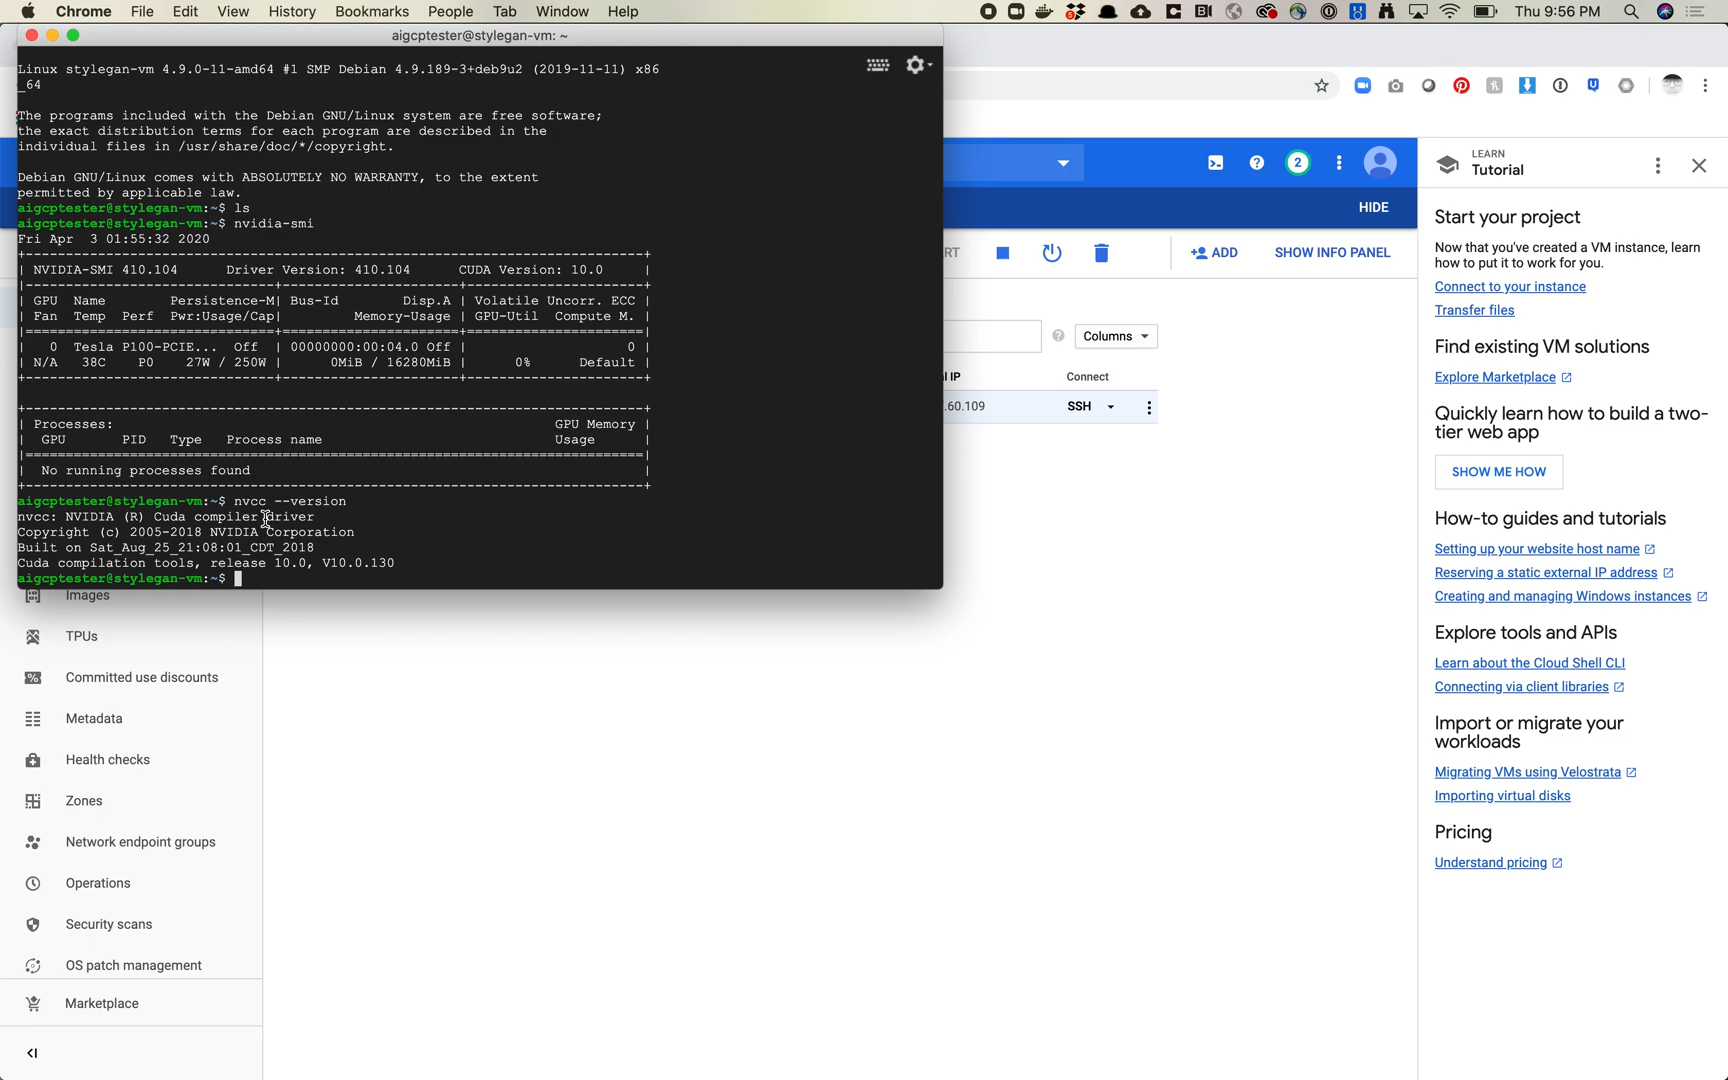 Chrome File Edit View History Bookmarks People Tab Window Help Thu 9:56 PM
aigcptester@stylegan-vm: ~
Linux stylegan-vm 4.9.0-11-amd64 #1 SMP Debian 4.9.189-3+deb9u2 (2019-11-11) x86
_64
The programs included with the Debian GNU/Linux system are free software;
the exact distribution terms for each program are described in the
individual files in /usr/share/doc/*/copyright.
Debian GNU/Linux comes with ABSOLUTELY NO WARRANTY, to the extent
permitted by applicable law.
aigcptester@stylegan-vm:~$ ls
aigcptester@stylegan-vm:~$ nvidia-smi
Fri Apr  3 01:55:32 2020
+-----------------------------------------------------------------------------+
| NVIDIA-SMI 410.104      Driver Version: 410.104      CUDA Version: 10.0     |
|-------------------------------+----------------------+----------------------+
| GPU  Name        Persistence-M| Bus-Id        Disp.A | Volatile Uncorr. ECC |
| Fan  Temp  Perf  Pwr:Usage/Cap|         Memory-Usage | GPU-Util  Compute M. |
|===============================+======================+======================|
|   0  Tesla P100-PCIE...  Off  | 00000000:00:04.0 Off |                    0 |
| N/A   38C    P0    27W / 250W |      0MiB / 16280MiB |      0%      Default |
+-------------------------------+----------------------+----------------------+
+-----------------------------------------------------------------------------+
| Processes:                                                       GPU Memory |
|  GPU       PID   Type   Process name                             Usage      |
|=============================================================================|
|  No running processes found                                                 |
+-----------------------------------------------------------------------------+
aigcptester@stylegan-vm:~$ nvcc --version
nvcc: NVIDIA (R) Cuda compiler driver
Copyright (c) 2005-2018 NVIDIA Corporation
Built on Sat_Aug_25_21:08:01_CDT_2018
Cuda compilation tools, release 10.0, V10.0.130
aigcptester@stylegan-vm:~$
Images
TPUs
Committed use discounts
Metadata
Health checks
Zones
Network endpoint groups
Operations
Security scans
OS patch management
Marketplace
2
HIDE
RT
ADD
SHOW INFO PANEL
Columns
l IP
Connect
.60.109
SSH
LEARN
Tutorial
Start your project
Now that you've created a VM instance, learn
how to put it to work for you.
Connect to your instance
Transfer files
Find existing VM solutions
Explore Marketplace
Quickly learn how to build a two-
tier web app
SHOW ME HOW
How-to guides and tutorials
Setting up your website host name
Reserving a static external IP address
Creating and managing Windows instances
Explore tools and APIs
Learn about the Cloud Shell CLI
Connecting via client libraries
Import or migrate your
workloads
Migrating VMs using Velostrata
Importing virtual disks
Pricing
Understand pricing